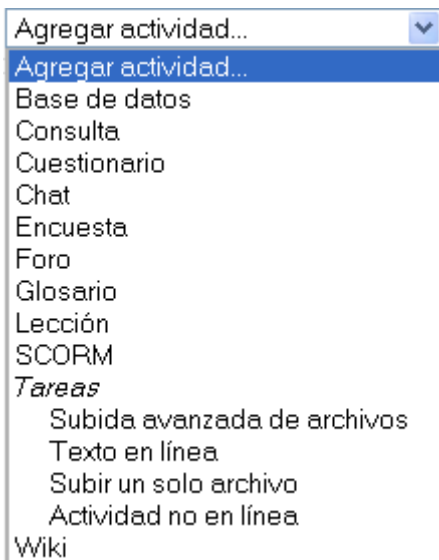 Agregar actividad...
Agregar actividad...
Base de datos
Consulta
Cuestionario
Chat
Encuesta
Foro
Glosario
Lección
SCORM
Tareas
Subida avanzada de archivos
Texto en línea
Subir un solo archivo
Actividad no en línea
Wiki